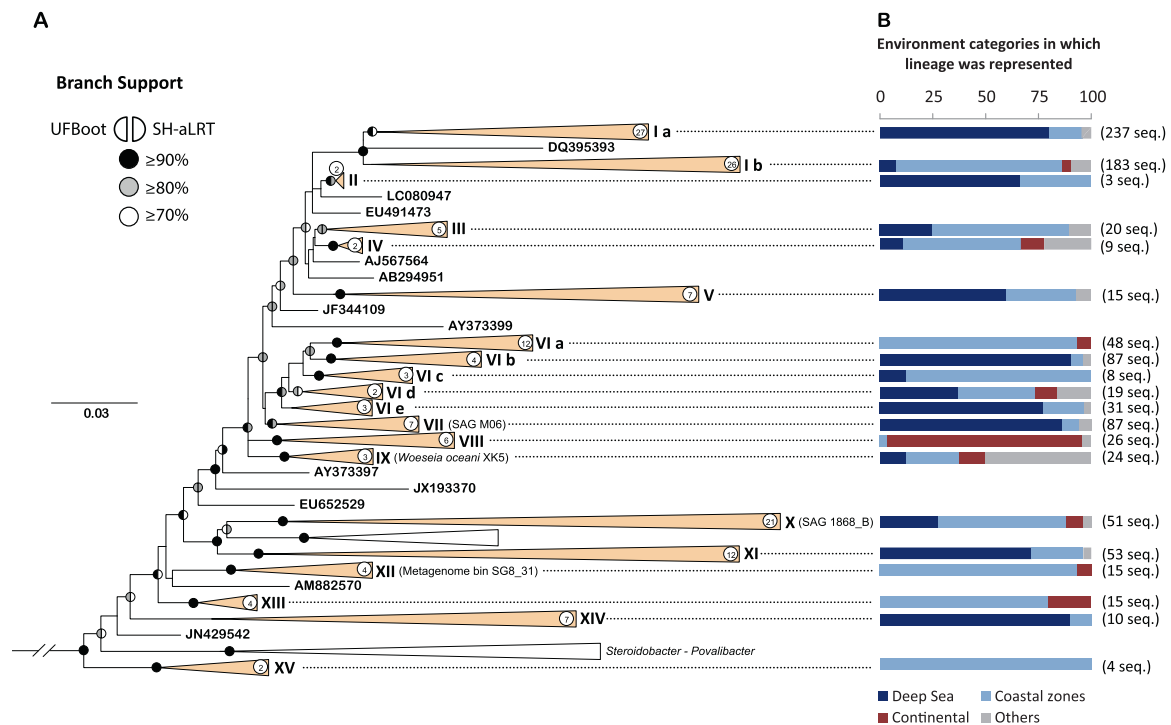 A
B
Environment categories in which
lineage was represented
Branch Support
UFBoot SH-aLRT
≥90%
≥80%
≥70%
0 25 50 75 100
27 I a (237 seq.)
DQ395393
26 I b (183 seq.)
2 II (3 seq.)
LC080947
EU491473
5 III (20 seq.)
2 IV (9 seq.)
AJ567564
AB294951
7 V (15 seq.)
JF344109
AY373399
12 VI a (48 seq.)
4 VI b (87 seq.)
3 VI c (8 seq.)
2 VI d (19 seq.)
3 VI e (31 seq.)
7 VII (SAG M06) (87 seq.)
6 VIII (26 seq.)
3 IX (Woeseia oceani XK5) (24 seq.)
0.03
AY373397
JX193370
EU652529
21 X (SAG 1868_B) (51 seq.)
12 XI (53 seq.)
4 XII (Metagenome bin SG8_31) (15 seq.)
AM882570
4 XIII (15 seq.)
7 XIV (10 seq.)
JN429542
Steroidobacter - Povalibacter
2 XV (4 seq.)
Deep Sea Coastal zones
Continental Others